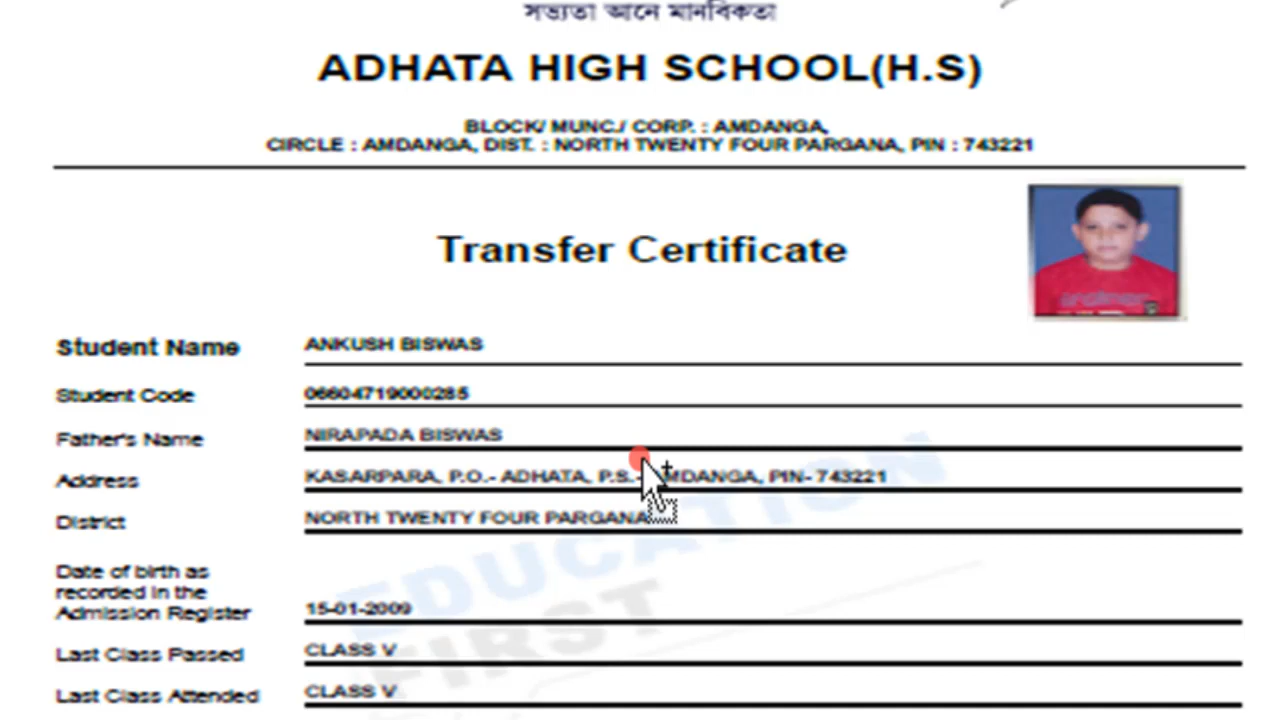 সভ্যতা আনে মানবিকতা
ADHATA HIGH SCHOOL(H.S)
BLOCK/ MUNC./ CORP. : AMDANGA,
CIRCLE : AMDANGA, DIST. : NORTH TWENTY FOUR PARGANA, PIN : 743221
Transfer Certificate
Student Name ANKUSH BISWAS
Student Code 06604719000285
Father's Name NIRAPADA BISWAS
Address KASARPARA, P.O.- ADHATA, P.S.- MDANGA, PIN- 743221
District NORTH TWENTY FOUR PARGANA
Date of birth as
recorded in the
Admission Register 15-01-2009
Last Class Passed CLASS V
Last Class Attended CLASS V
EDUCATION
FIRST